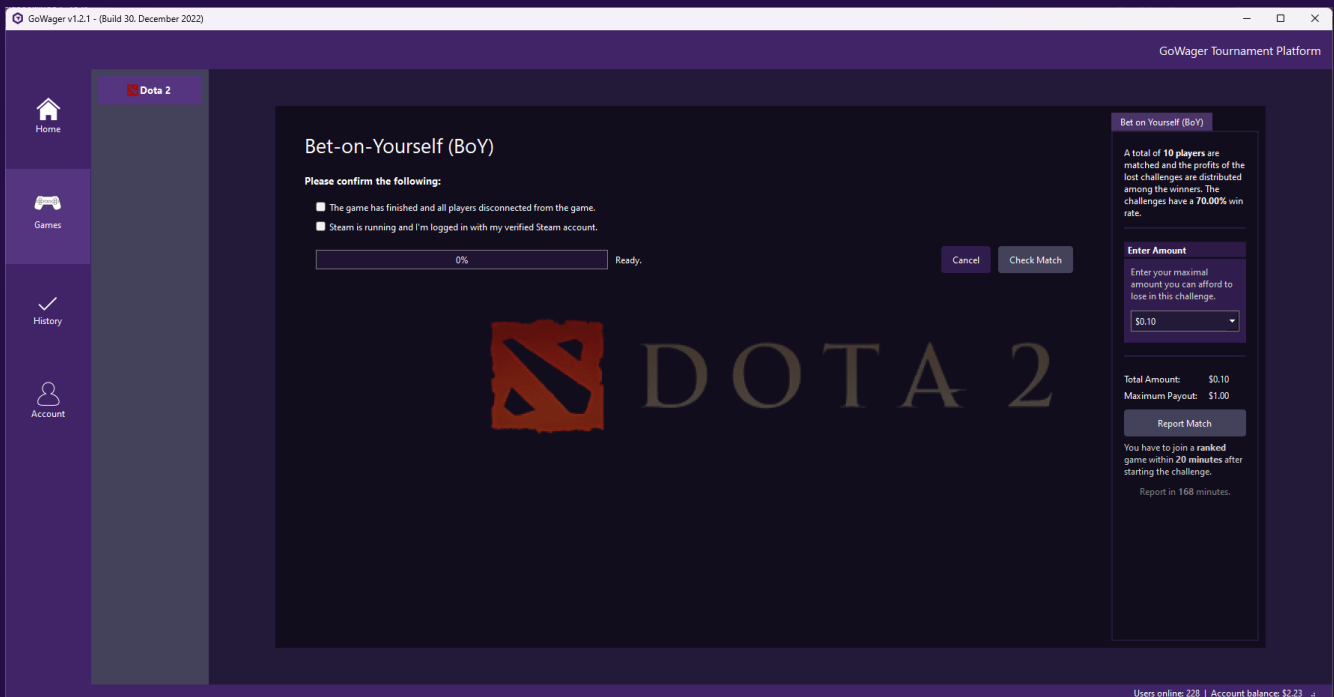 GoWager v1.2.1 - (Build 30. December 2022)
GoWager Tournament Platform
Home
Games
History
Account
Dota 2
Bet-on-Yourself (BoY)
Please confirm the following:
The game has finished and all players disconnected from the game.
Steam is running and I'm logged in with my verified Steam account.
0%
Ready.
Cancel
Check Match
DOTA 2
Bet on Yourself (BoY)
A total of 10 players are
matched and the profits of the
lost challenges are distributed
among the winners. The
challenges have a 70.00% win
rate.
Enter Amount
Enter your maximal
amount you can afford to
lose in this challenge.
$0.10
Total Amount: $0.10
Maximum Payout: $1.00
Report Match
You have to join a ranked
game within 20 minutes after
starting the challenge.
Report in 168 minutes.
Users online: 228 | Account balance: $2.23